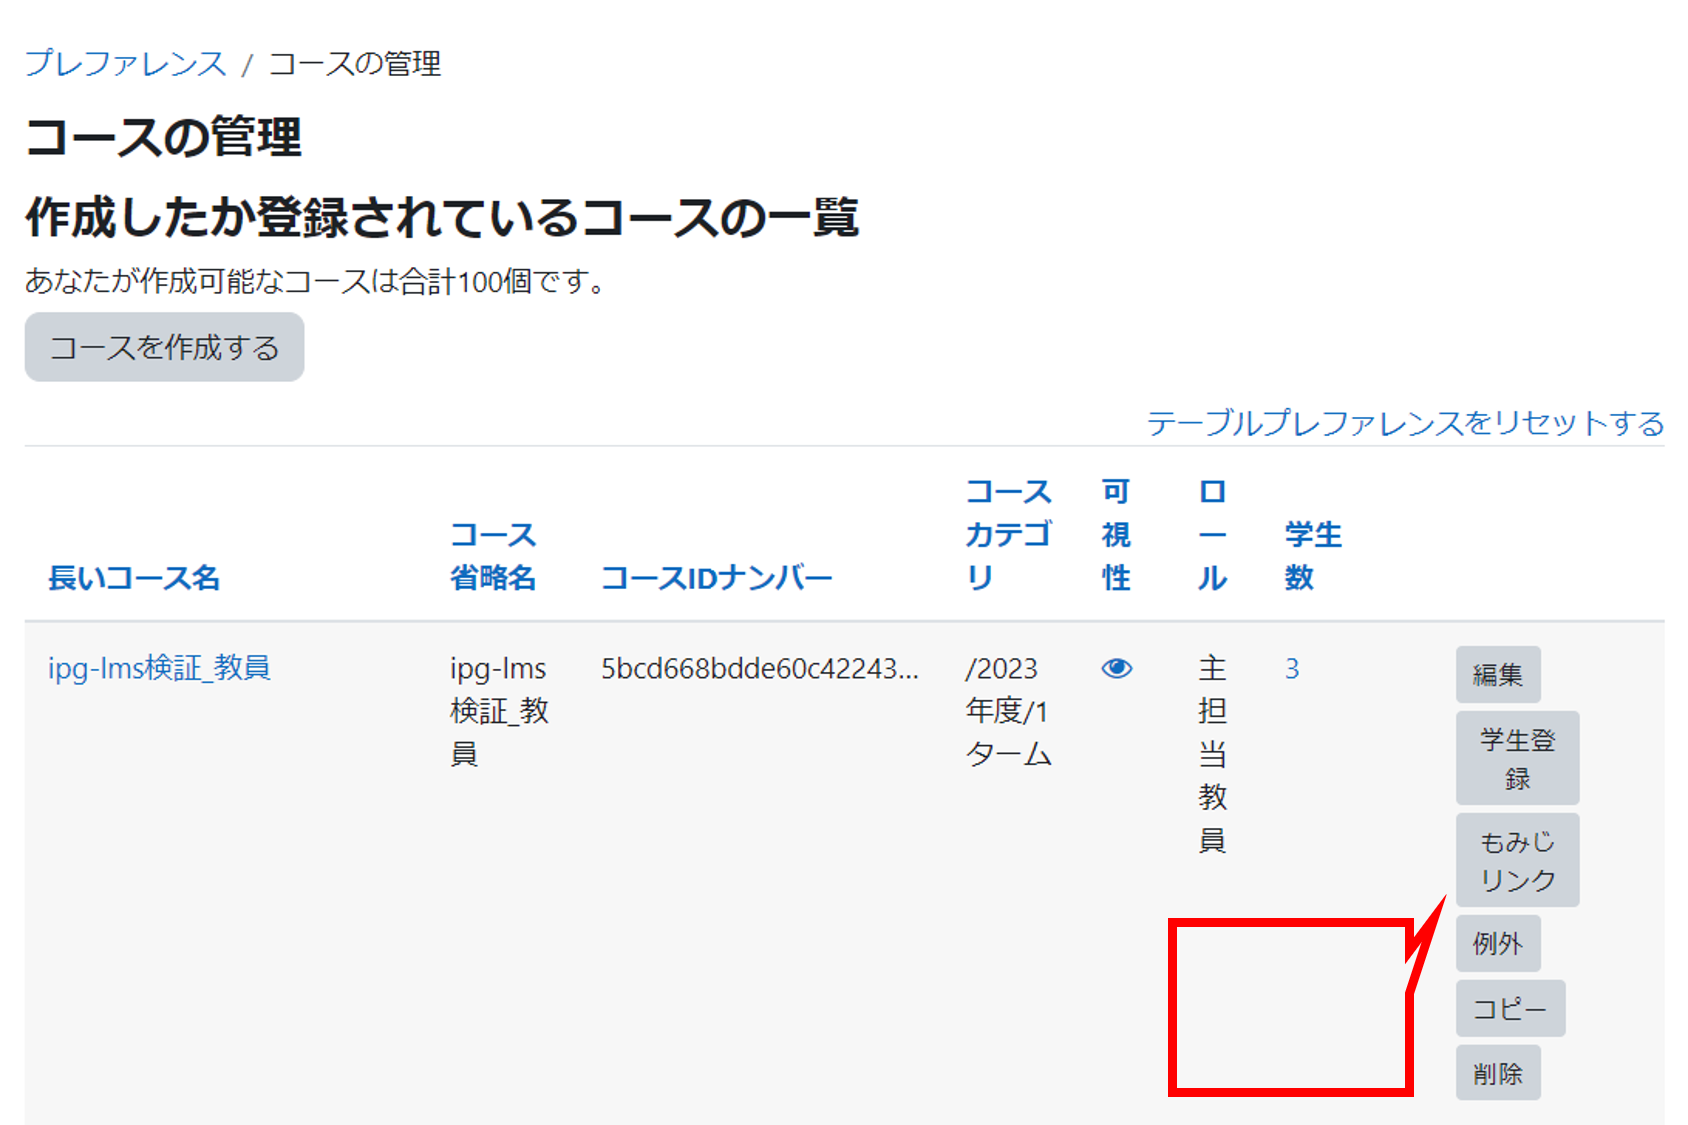 プレファレンス / コースの管理
コースの管理
作成したか登録されているコースの一覧
あなたが作成可能なコースは合計100個です。
コースを作成する
テーブルプレファレンスをリセットする
長いコース名
コース
省略名
コースIDナンバー
コース
カテゴ
リ
可
視
性
ロ
ー
ル
学生
数
ipg-lms検証_教員
ipg-lms
検証_教
員
5bcd668bdde60c42243...
/2023
年度/1
ターム
主
担
当
教
員
3
編集
学生登
録
もみじ
リンク
例外
コピー
削除